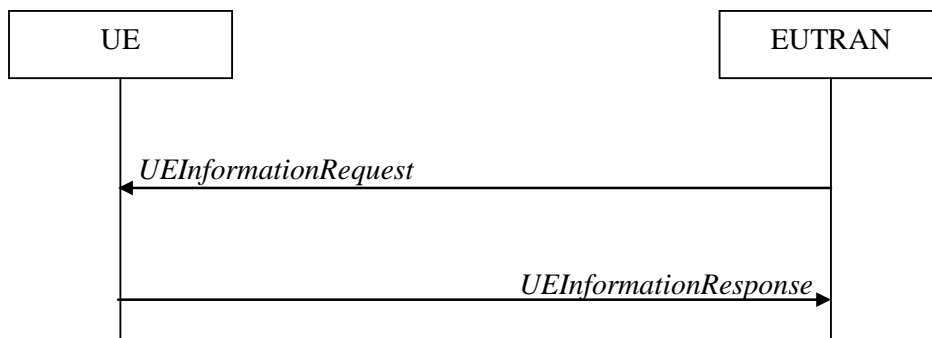 UE
EUTRAN
UEInformationRequest
UEInformationResponse